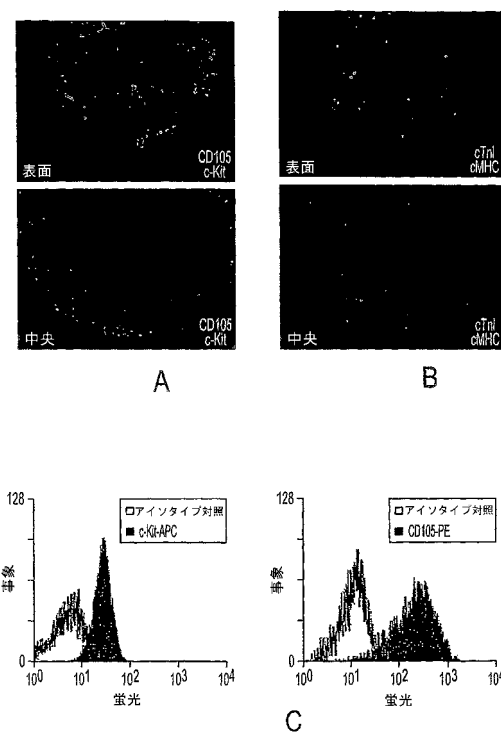 CD105
c-Kit
表面
cTnI
cMHC
表面
CD105
c-Kit
中央
cTnI
cMHC
中央
A
B
128
アイソタイプ対照
c-Kit-APC
事象
0
10⁰ 10¹ 10² 10³ 10⁴
蛍光
128
アイソタイプ対照
CD105-PE
事象
0
10⁰ 10¹ 10² 10³ 10⁴
蛍光
C